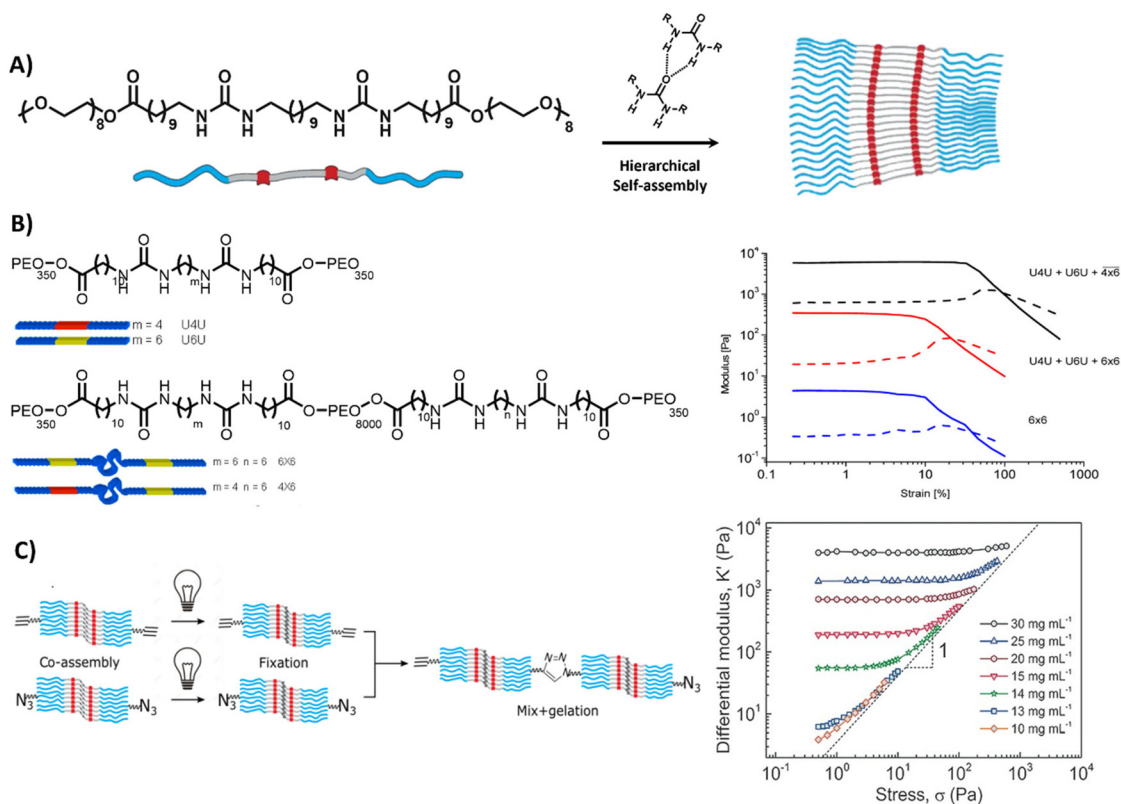 A)
O
8
O
O
9
N
H
O
N
H
9
N
H
O
N
H
9
O
O
O
8
R
N
H
O
N
R
H
R
N
H
O
N
R
H
Hierarchical
Self-assembly
B)
PEO
350
O
O
10
N
H
O
N
H
m
N
H
O
N
H
10
O
O
PEO
350
m = 4 U4U
m = 6 U6U
PEO
350
O
O
10
N
H
O
N
H
m
N
H
O
N
H
10
O
O
PEO
8000
O
O
10
N
H
O
N
H
n
N
H
O
N
H
10
O
O
PEO
350
m = 6 n = 6 6X6
m = 4 n = 6 4X6
Modulus [Pa]
10⁴
10³
10²
10¹
10⁰
10⁻¹
U4U + U6U + 4x6
U4U + U6U + 6x6
6x6
1
10
100
1000
Strain [%]
C)
Co-assembly
Fixation
N₃
N₃
N₃
N₃
Mix+gelation
N=N
N
N₃
Differential modulus, K' (Pa)
10⁴
10³
10²
10¹
1
30 mg mL⁻¹
25 mg mL⁻¹
20 mg mL⁻¹
15 mg mL⁻¹
14 mg mL⁻¹
13 mg mL⁻¹
10 mg mL⁻¹
10⁻¹
10⁰
10¹
10²
10³
10⁴
Stress, σ (Pa)